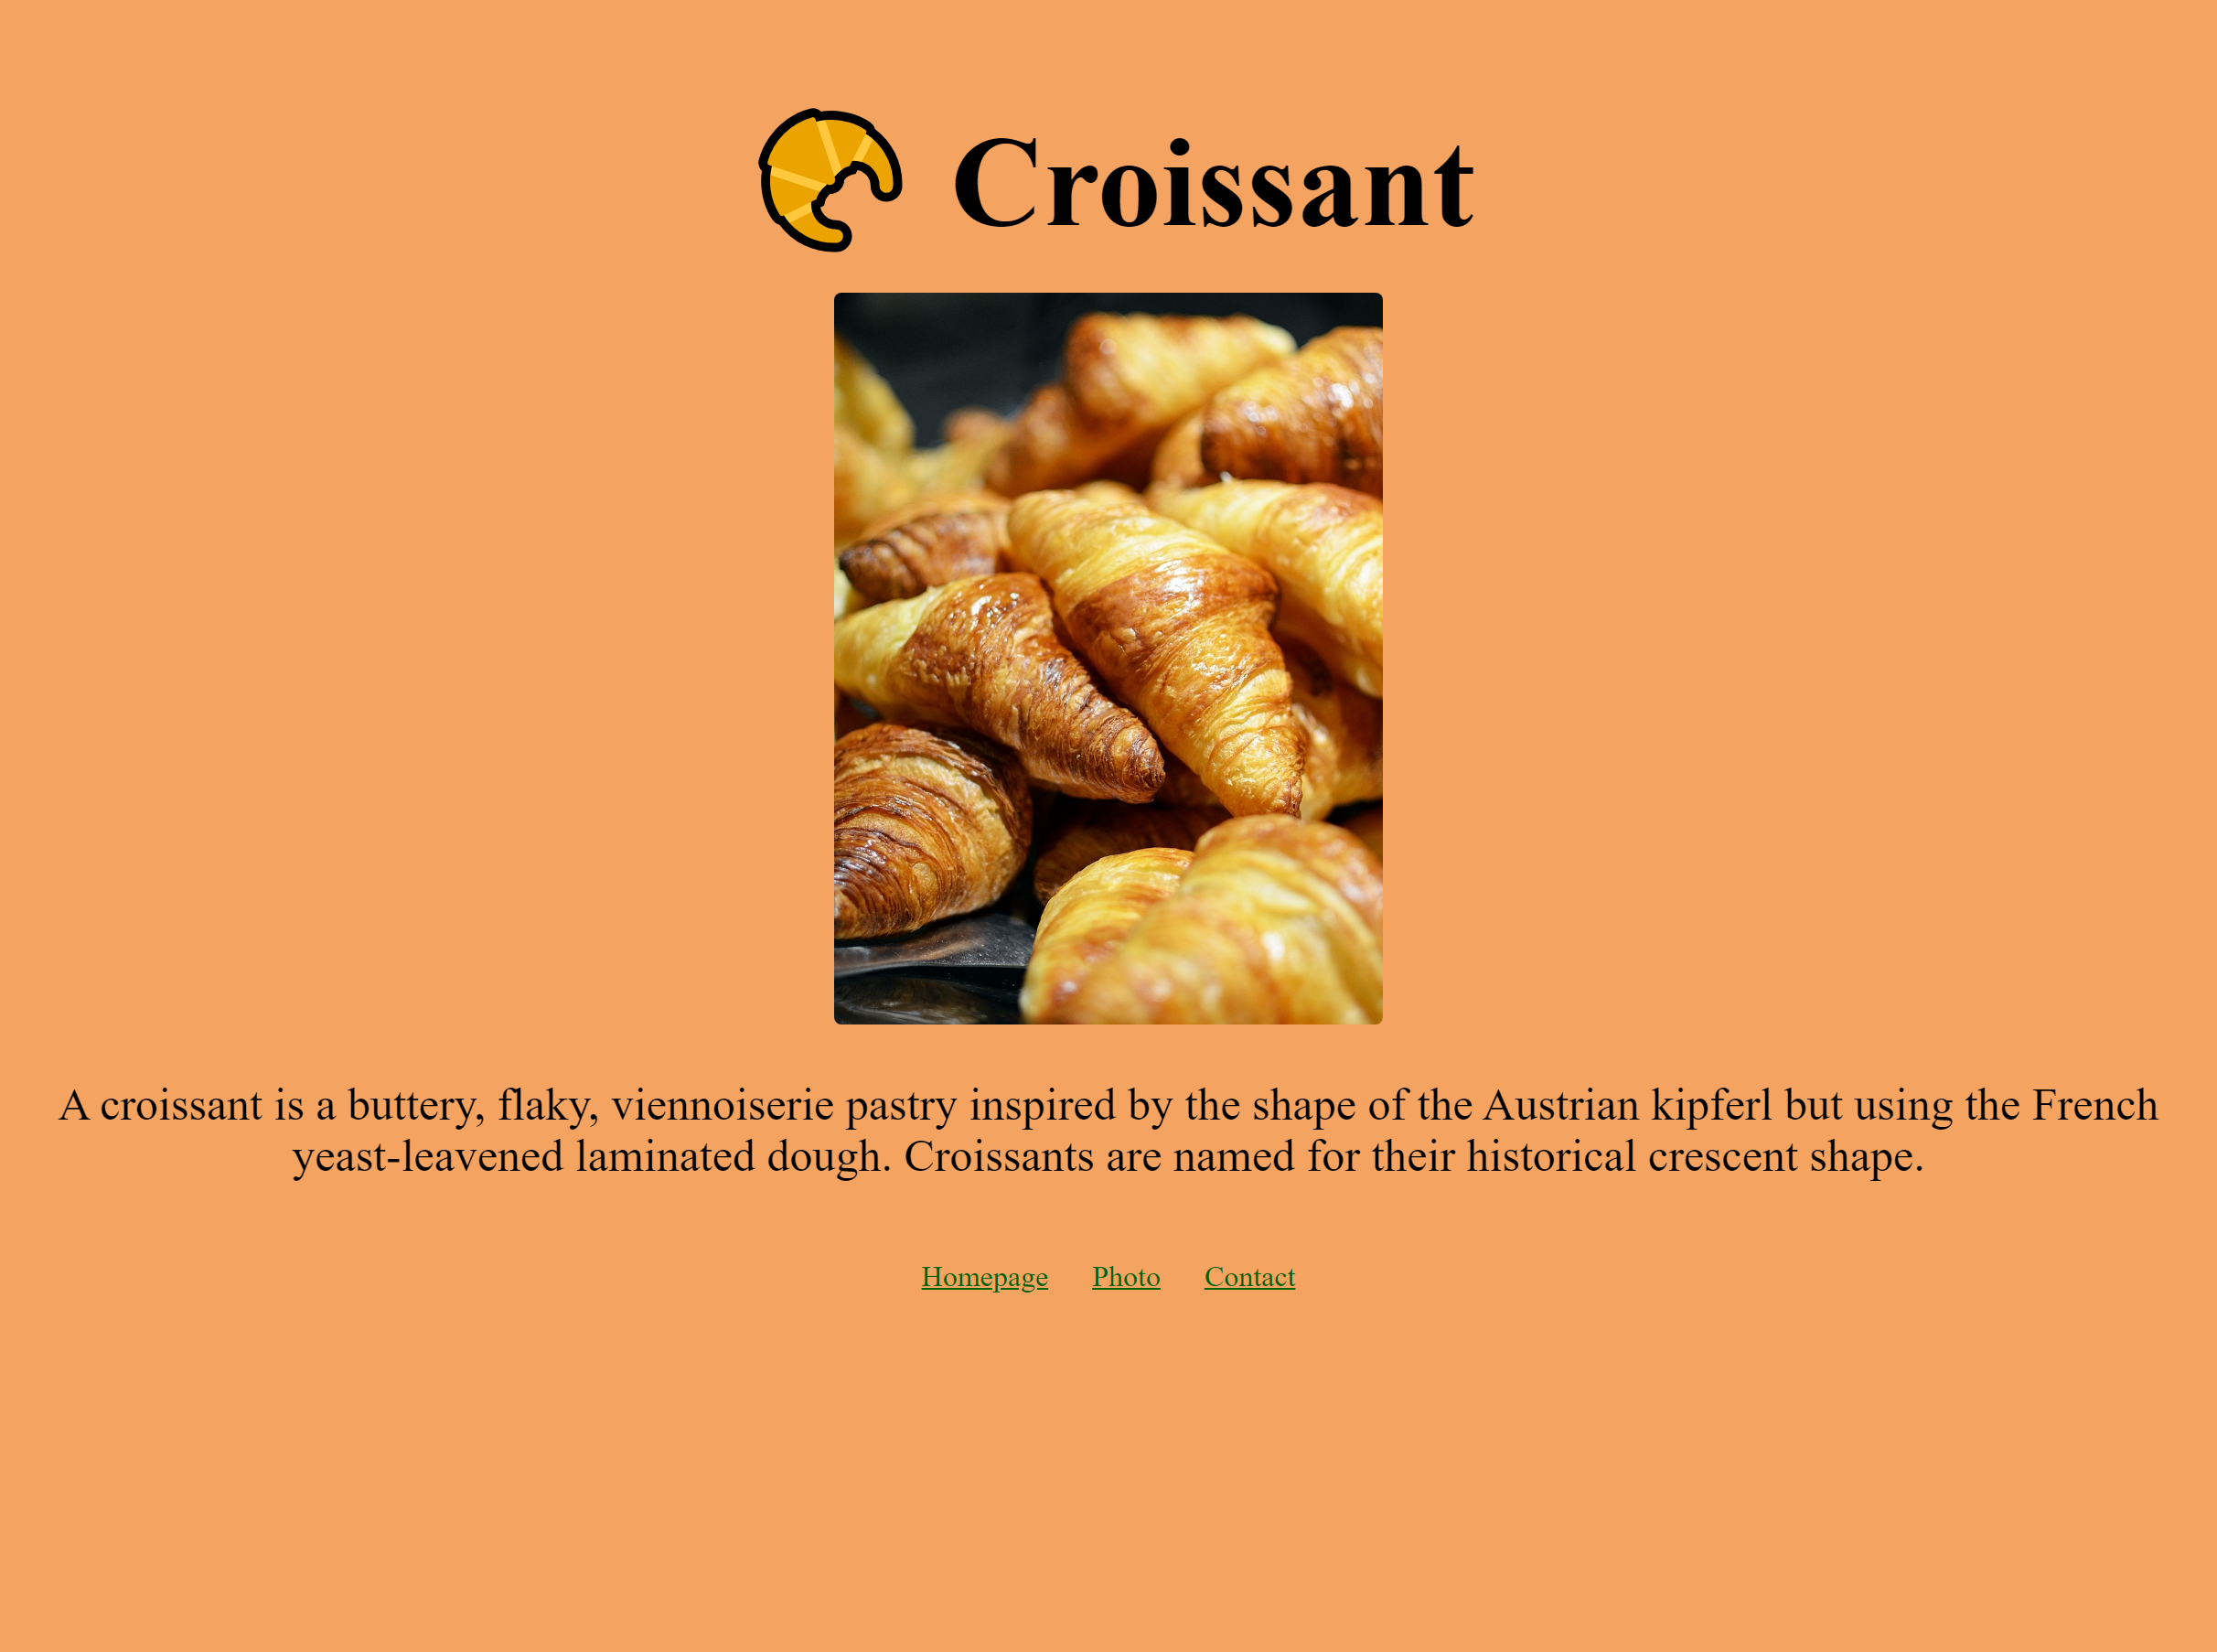 Croissant
A croissant is a buttery, flaky, viennoiserie pastry inspired by the shape of the Austrian kipferl but using the French
yeast-leavened laminated dough. Croissants are named for their historical crescent shape.
Homepage Photo Contact